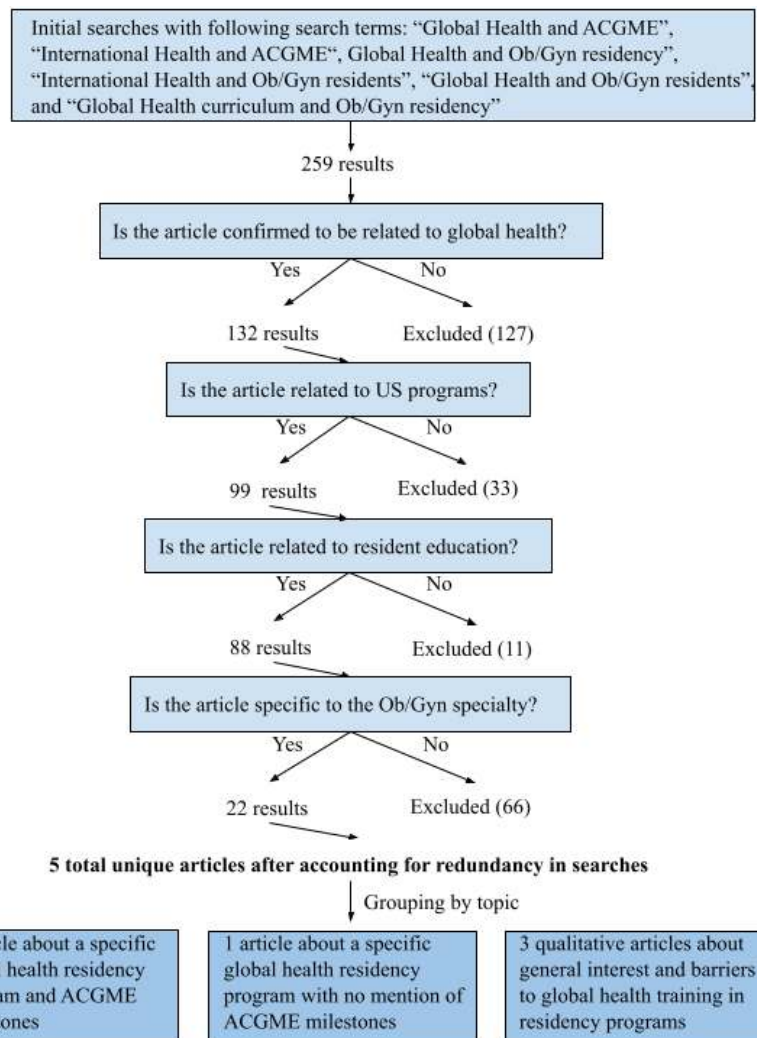 Initial searches with following search terms: “Global Health and ACGME”,
“International Health and ACGME“, Global Health and Ob/Gyn residency”,
“International Health and Ob/Gyn residents”, “Global Health and Ob/Gyn residents”,
and “Global Health curriculum and Ob/Gyn residency”
259 results
Is the article confirmed to be related to global health?
Yes
No
132 results
Excluded (127)
Is the article related to US programs?
Yes
No
99 results
Excluded (33)
Is the article related to resident education?
Yes
No
88 results
Excluded (11)
Is the article specific to the Ob/Gyn specialty?
Yes
No
22 results
Excluded (66)
5 total unique articles after accounting for redundancy in searches
Grouping by topic
about a specific
health residency
and ACGME
1 article about a specific
global health residency
program with no mention of
ACGME milestones
3 qualitative articles about
general interest and barriers
to global health training in
residency programs